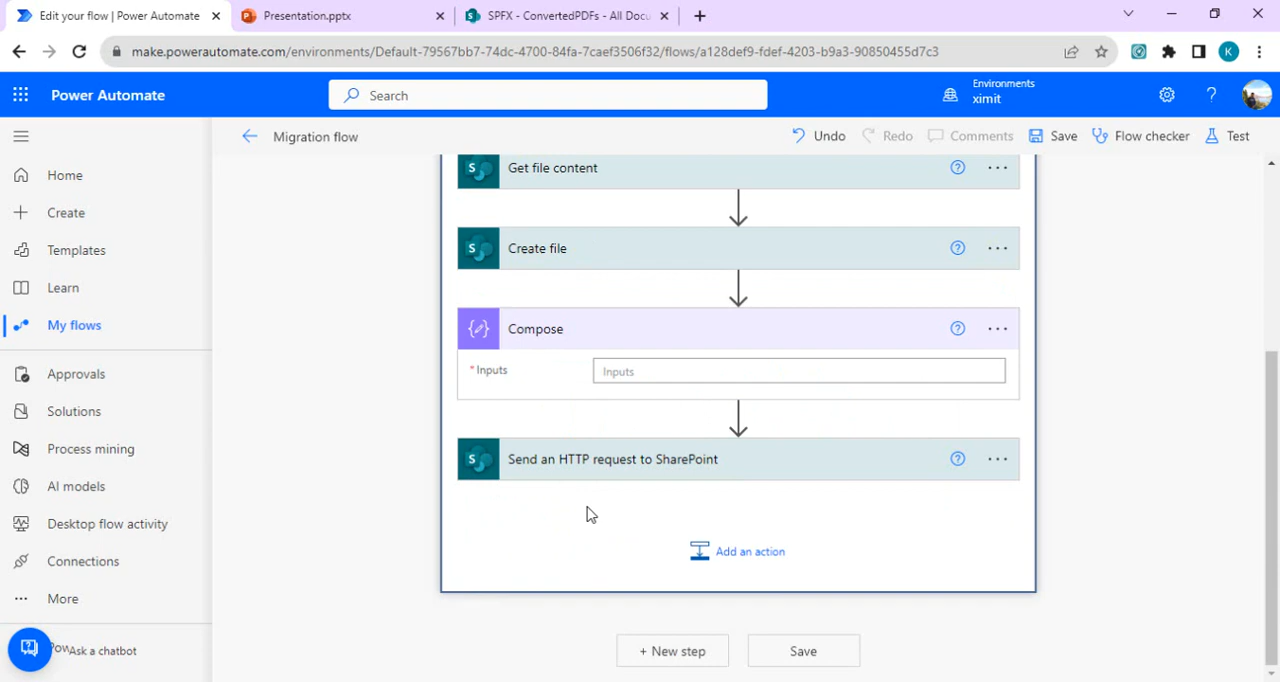 Edit your flow | Power Automate
Presentation.pptx
SPFX - ConvertedPDFs - All Docu
make.powerautomate.com/environments/Default-79567bb7-74dc-4700-84fa-7caef3506f32/flows/a128def9-fdef-4203-b9a3-90850455d7c3
K
Power Automate
Search
Environments
ximit
Migration flow
Undo
Redo
Comments
Save
Flow checker
Test
Home
Create
Templates
Learn
My flows
Approvals
Solutions
Process mining
AI models
Desktop flow activity
Connections
More
Ask a chatbot
Get file content
Create file
Compose
* Inputs
Inputs
Send an HTTP request to SharePoint
Add an action
+ New step
Save